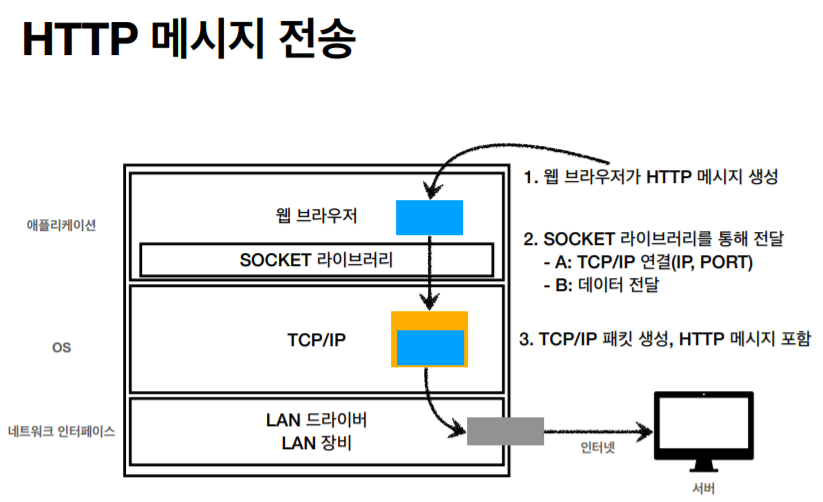 HTTP 메시지 전송
1. 웹 브라우저가 HTTP 메시지 생성
애플리케이션
웹 브라우저
SOCKET 라이브러리
2. SOCKET 라이브러리를 통해 전달
- A: TCP/IP 연결(IP, PORT)
- B: 데이터 전달
OS
TCP/IP
3. TCP/IP 패킷 생성, HTTP 메시지 포함
네트워크 인터페이스
LAN 드라이버
LAN 장비
인터넷
서버